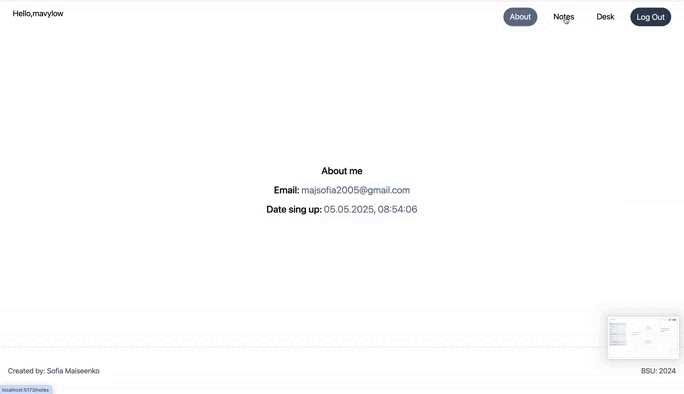 Hello,mavylow
About Notes Desk Log Out
About me
Email: majsofia2005@gmail.com
Date sing up: 05.05.2025, 08:54:06
Created by: Sofia Maiseenko
BSU: 2024
localhost:5173/notes